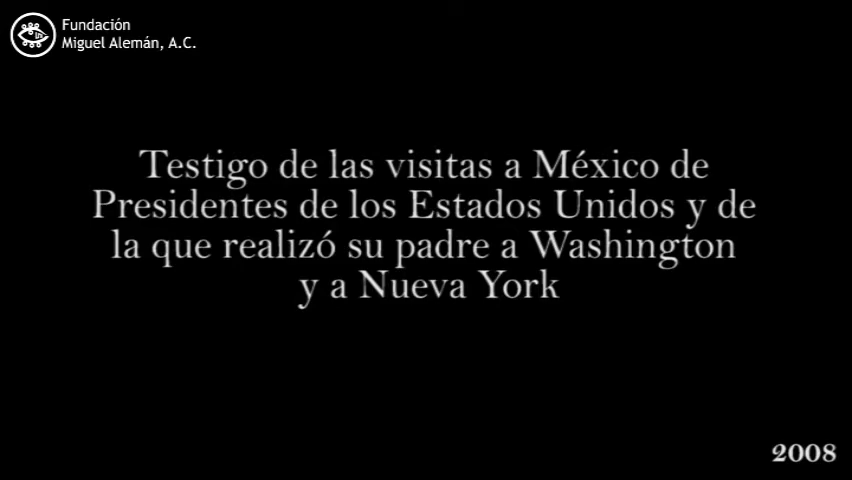 Fundación
Miguel Alemán, A.C.
Testigo de las visitas a México de
Presidentes de los Estados Unidos y de
la que realizó su padre a Washington
y a Nueva York
2008